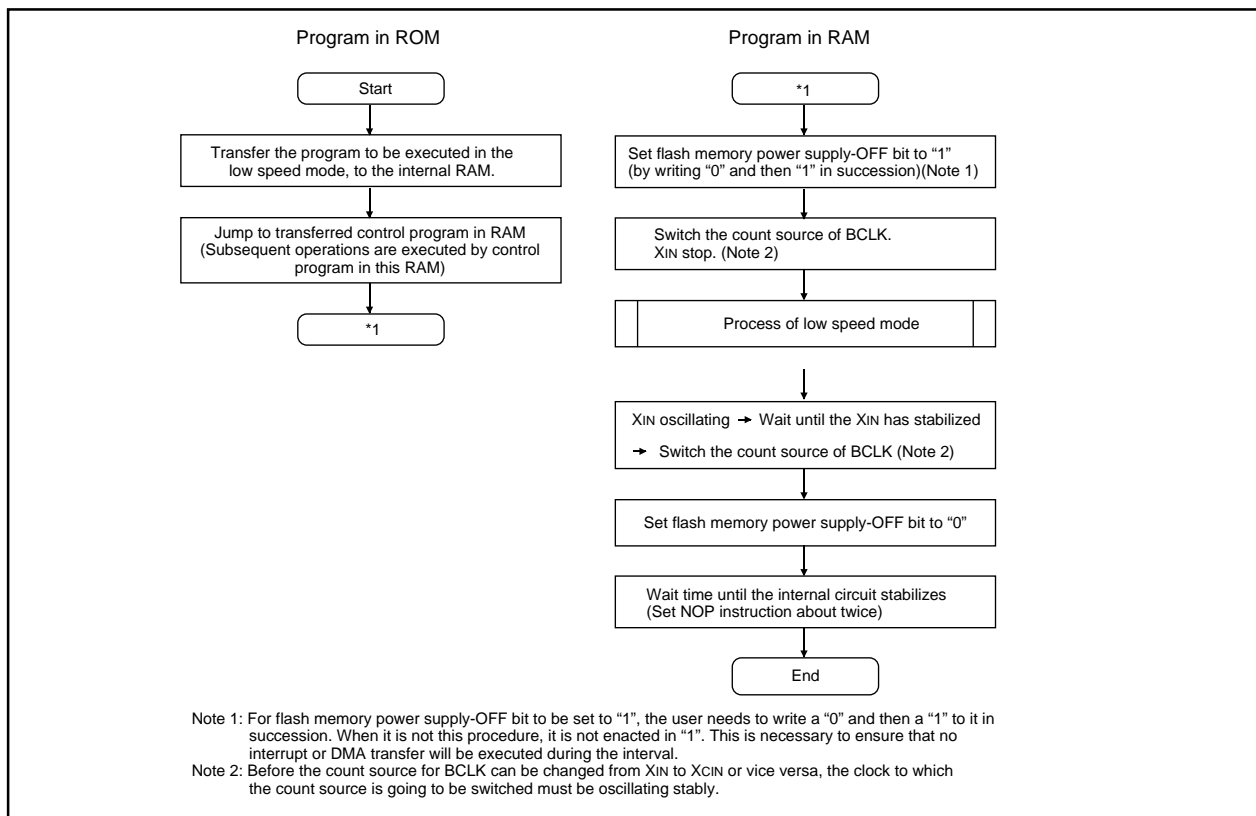 Program in ROM
Start
Transfer the program to be executed in the
low speed mode, to the internal RAM.
Jump to transferred control program in RAM
(Subsequent operations are executed by control
program in this RAM)
*1
Program in RAM
*1
Set flash memory power supply-OFF bit to “1”
(by writing “0” and then “1” in succession)(Note 1)
Switch the count source of BCLK.
XIN stop. (Note 2)
Process of low speed mode
XIN oscillating → Wait until the XIN has stabilized
→ Switch the count source of BCLK (Note 2)
Set flash memory power supply-OFF bit to “0”
Wait time until the internal circuit stabilizes
(Set NOP instruction about twice)
End
Note 1: For flash memory power supply-OFF bit to be set to “1”, the user needs to write a “0” and then a “1” to it in
succession. When it is not this procedure, it is not enacted in “1”. This is necessary to ensure that no
interrupt or DMA transfer will be executed during the interval.
Note 2: Before the count source for BCLK can be changed from XIN to XCIN or vice versa, the clock to which
the count source is going to be switched must be oscillating stably.